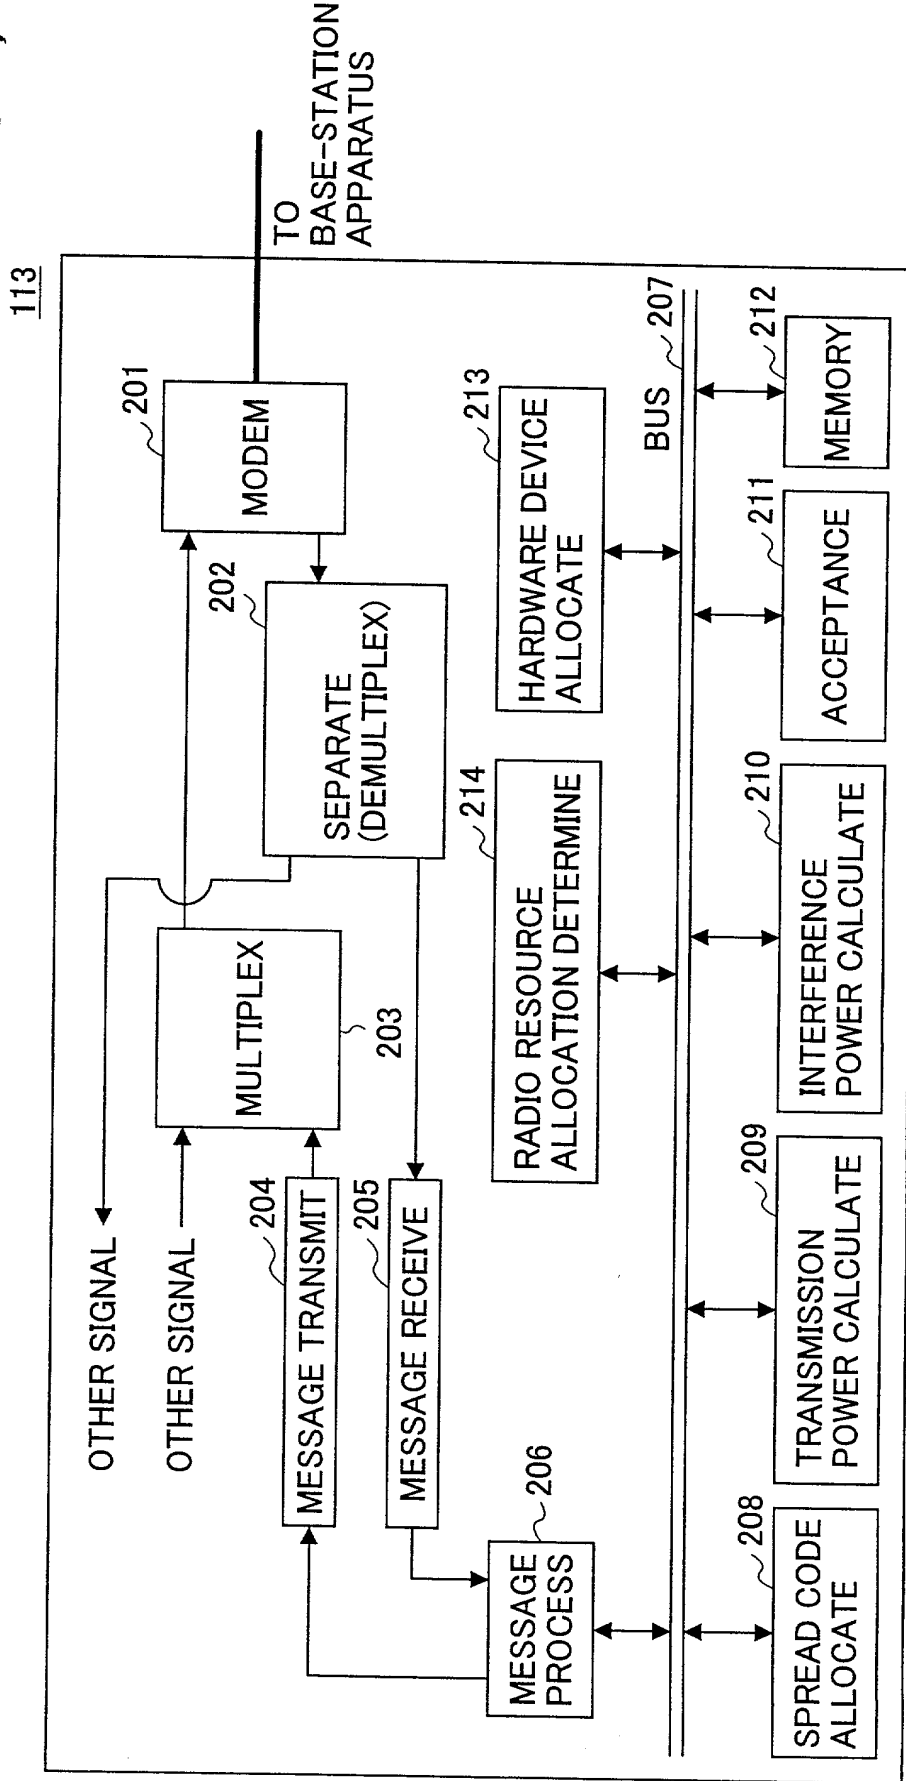 113
TO
BASE-STATION
APPARATUS
201
MODEM
202
SEPARATE
(DEMULTIPLEX)
MULTIPLEX
203
OTHER SIGNAL
OTHER SIGNAL
204
MESSAGE TRANSMIT
205
MESSAGE RECEIVE
206
MESSAGE
PROCESS
214
RADIO RESOURCE
ALLOCATION DETERMINE
213
HARDWARE DEVICE
ALLOCATE
BUS
207
208
SPREAD CODE
ALLOCATE
209
TRANSMISSION
POWER CALCULATE
210
INTERFERENCE
POWER CALCULATE
211
ACCEPTANCE
212
MEMORY